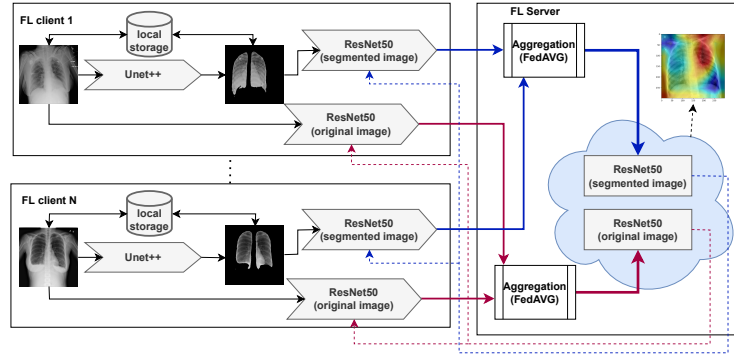 FL client 1
local
storage
Unet++
ResNet50
(segmented image)
ResNet50
(original image)
FL client N
local
storage
Unet++
ResNet50
(segmented image)
ResNet50
(original image)
FL Server
Aggregation
(FedAVG)
ResNet50
(segmented image)
ResNet50
(original image)
Aggregation
(FedAVG)